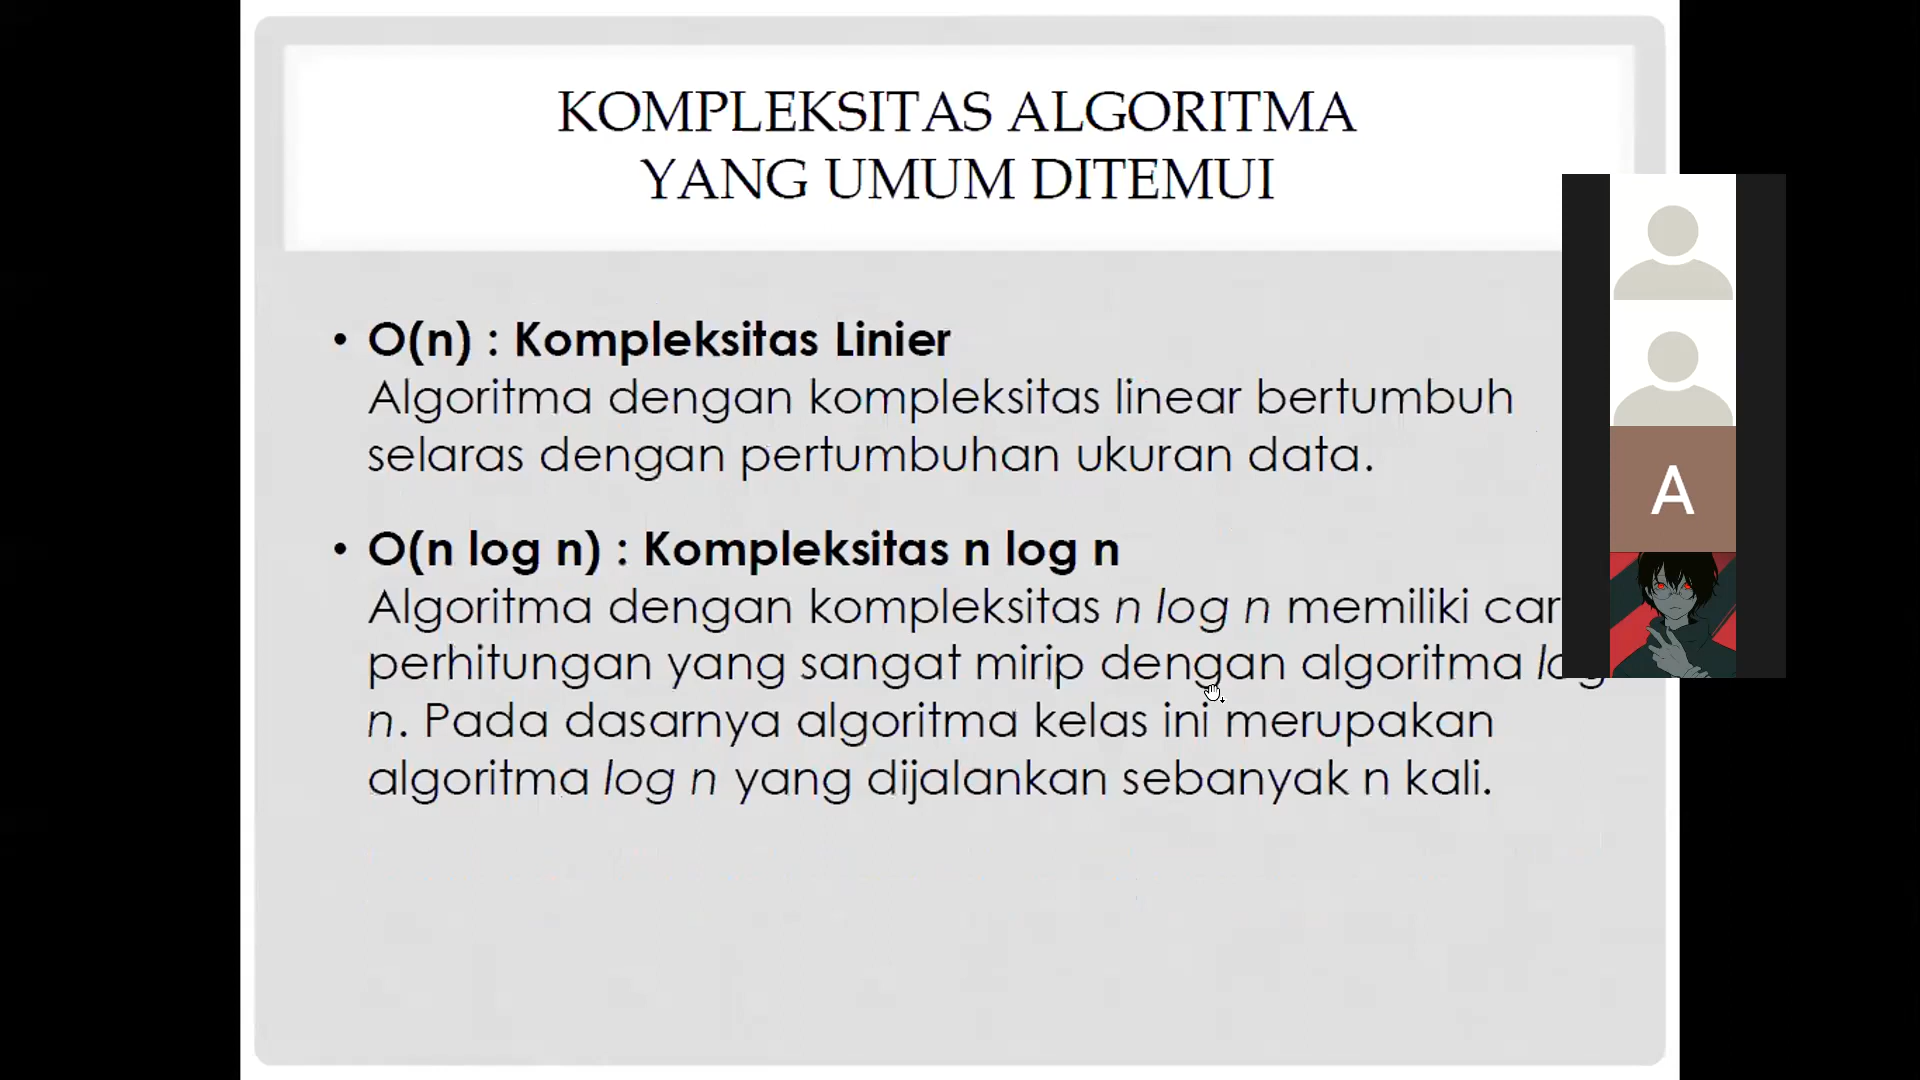 KOMPLEKSITAS ALGORITMA
YANG UMUM DITEMUI
• O(n) : Kompleksitas Linier
Algoritma dengan kompleksitas linear bertumbuh
selaras dengan pertumbuhan ukuran data.
• O(n log n) : Kompleksitas n log n
Algoritma dengan kompleksitas n log n memiliki
perhitungan yang sangat mirip dengan algoritma log
n. Pada dasarnya algoritma kelas ini merupakan
algoritma log n yang dijalankan sebanyak n kali.
A